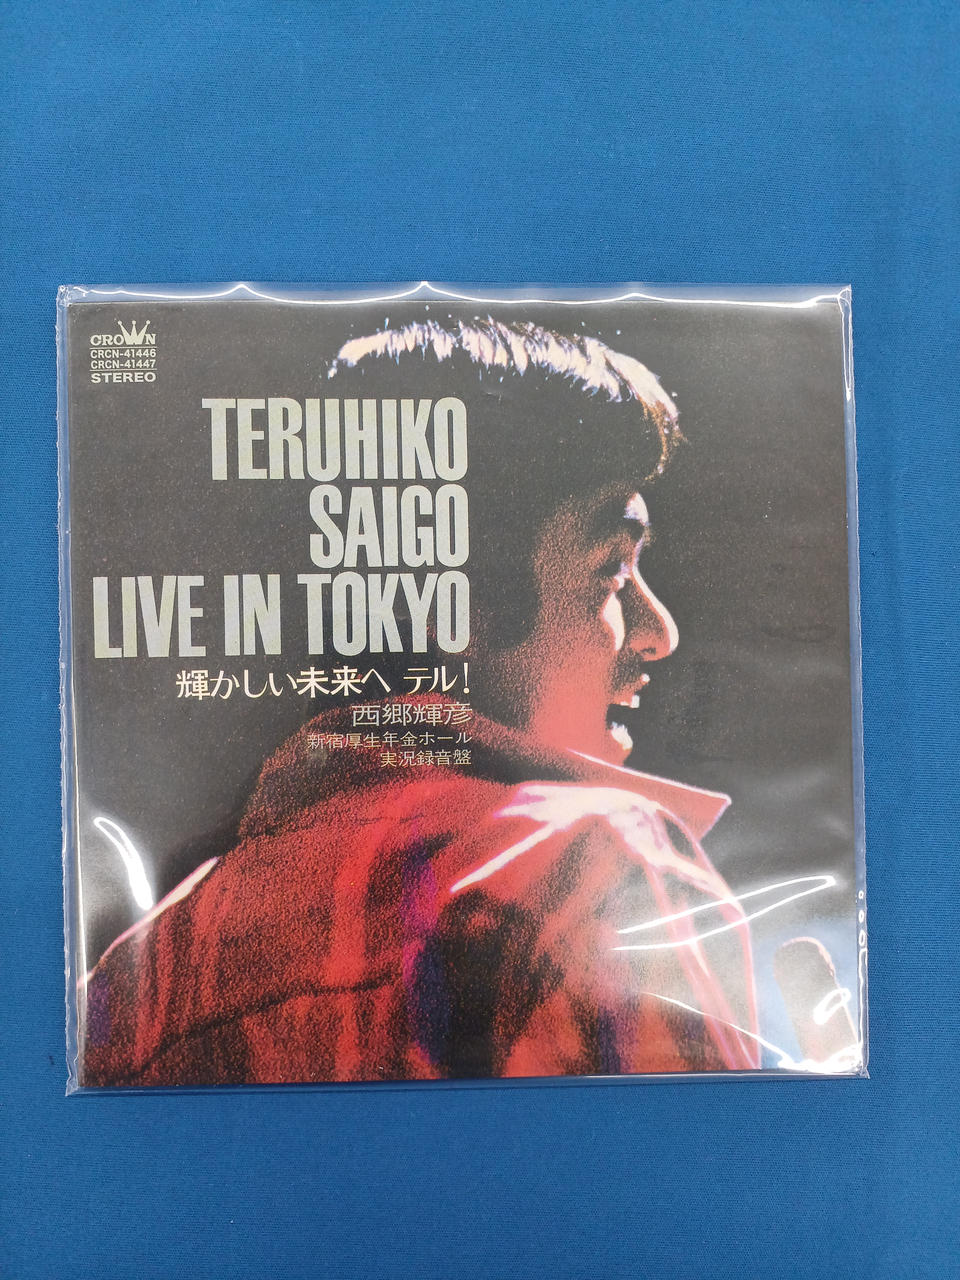 CROWN
CRCN-41446
CRCN-41447
STEREO
TERUHIKO
SAIGO
LIVE IN TOKYO
輝かしい未来へ テル!
西郷輝彦
新宿厚生年金ホール
実況録音盤